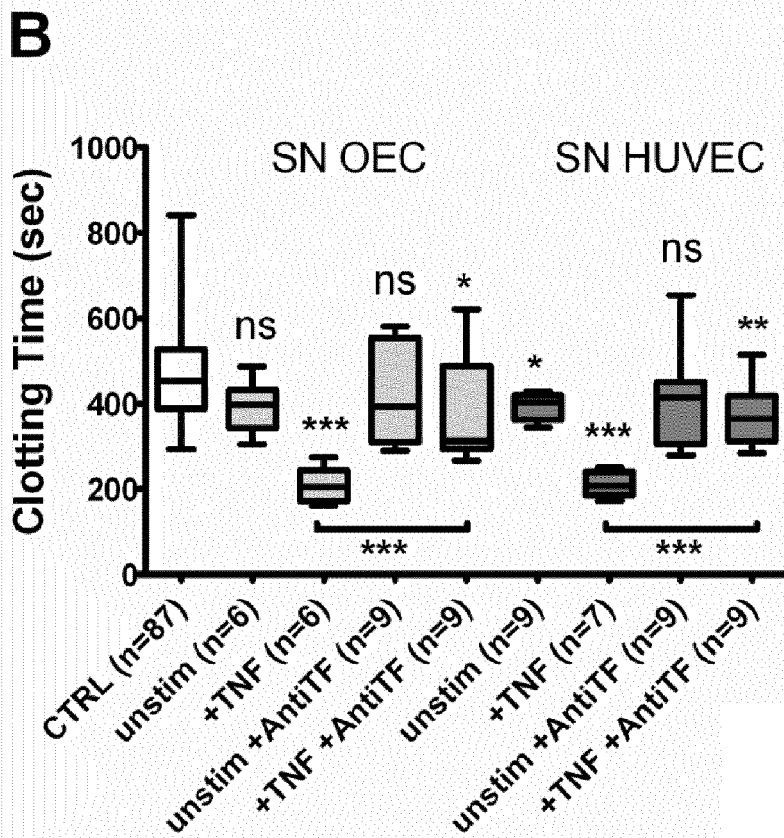 B
SN OEC SN HUVEC
Clotting Time (sec)
1000
800
600
400
200
0
ns
***
ns
*
*
***
ns
**
***
***
CTRL (n=87)
unstim (n=6)
+TNF (n=6)
unstim +AntiTF (n=9)
+TNF +AntiTF (n=9)
unstim (n=9)
+TNF (n=7)
unstim +AntiTF (n=9)
+TNF +AntiTF (n=9)